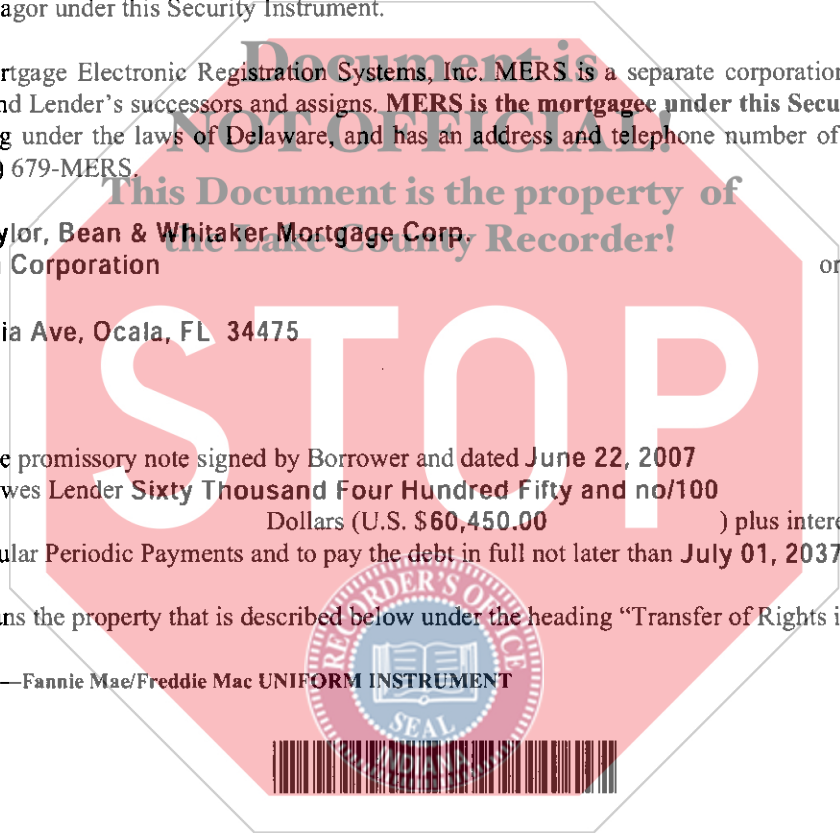 agor under this Security Instrument.
Document is
rtgage Electronic Registration Systems, Inc. MERS is a separate corporation
nd Lender's successors and assigns. MERS is the mortgagee under this Secu
NOT OFFICIAL!
g under the laws of Delaware, and has an address and telephone number of
) 679-MERS.
This Document is the property of
ylor, Bean & Whitaker Mortgage Corp.
the Lake County Recorder!
Corporation or
ia Ave, Ocala, FL 34475
STOP
e promissory note signed by Borrower and dated June 22, 2007
wes Lender Sixty Thousand Four Hundred Fifty and no/100
Dollars (U.S. $60,450.00 ) plus intere
ular Periodic Payments and to pay the debt in full not later than July 01, 2037
RECORDER'S OFFICE
ns the property that is described below under the heading “Transfer of Rights i
—Fannie Mae/Freddie Mac UNIFORM INSTRUMENT
SEAL
INDIANA